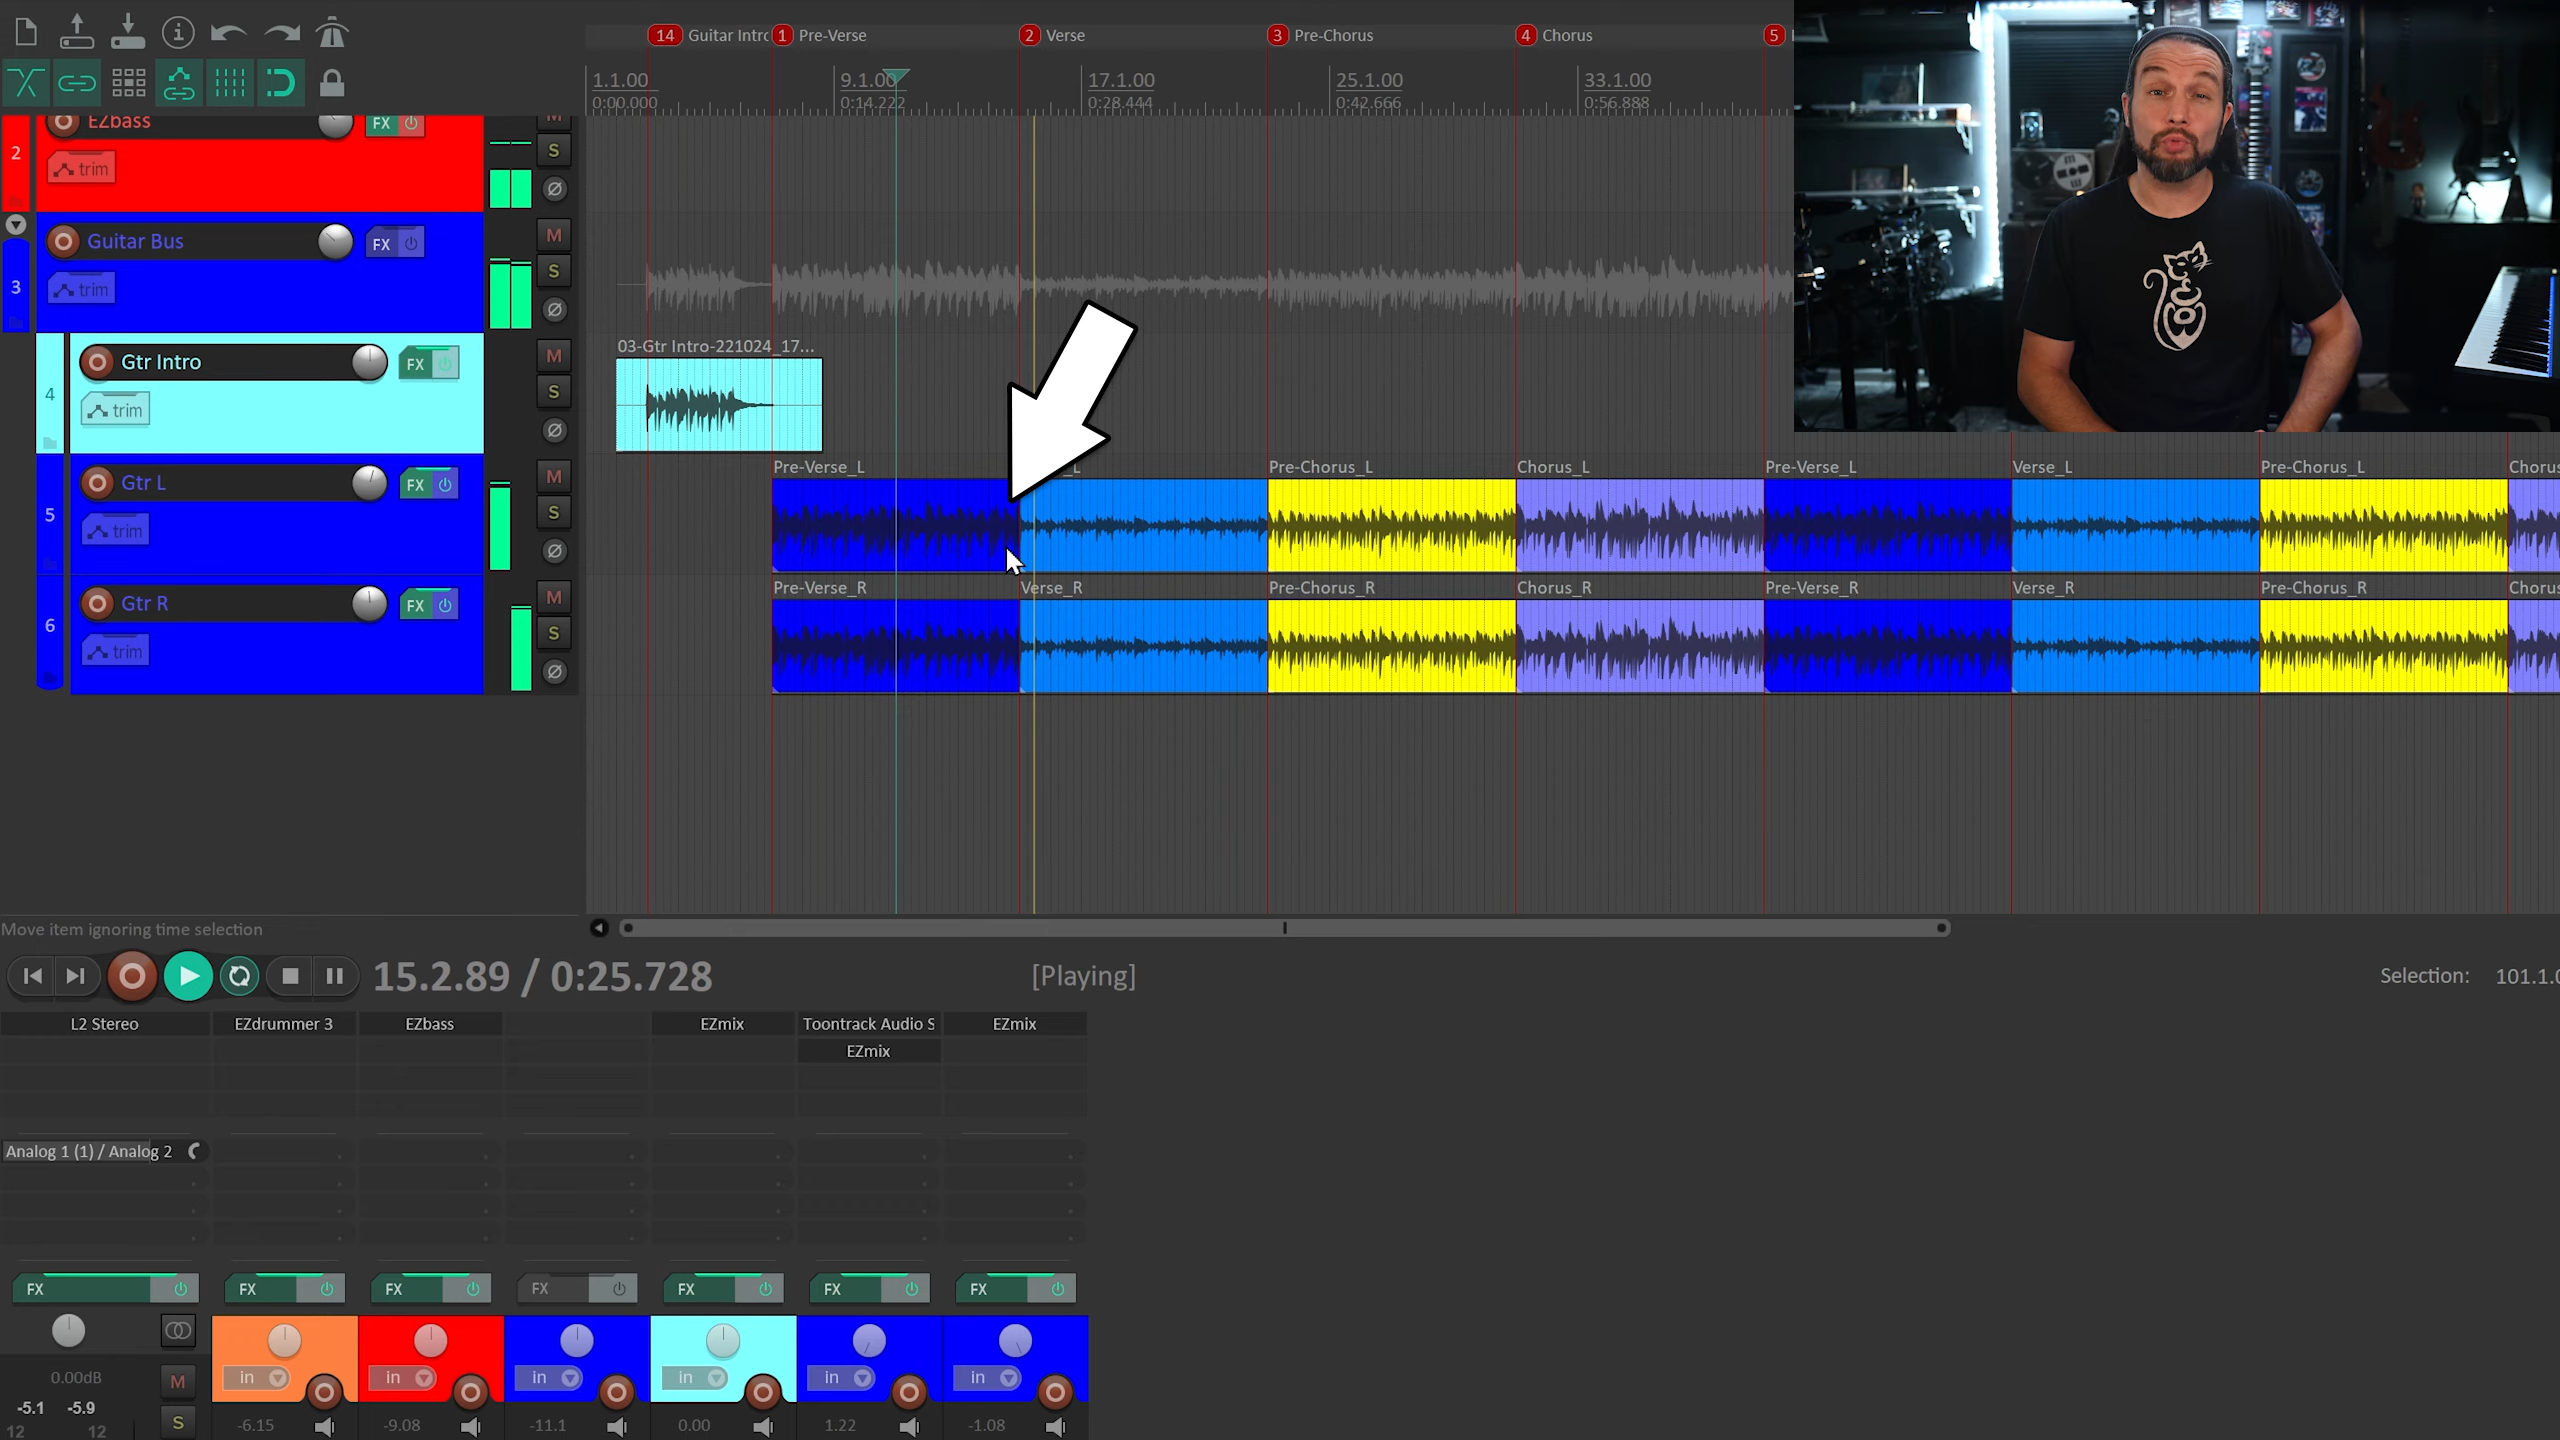 14 Guitar Intro 1 Pre-Verse 2 Verse 3 Pre-Chorus 4 Chorus 5
1.1.00 9.1.00 17.1.00 25.1.00 33.1.00
0:00.000 0:14.222 0:28.444 0:42.666 0:56.888
EZbass FX M
2 S
trim
Guitar Bus FX M
S
3 trim
Gtr Intro FX M
03-Gtr Intro-221024_17...
4 S
trim
Pre-Verse_L _L Pre-Chorus_L Chorus_L Pre-Verse_L Verse_L Pre-Chorus_L Chorus
Gtr L FX M
5 S
trim
Pre-Verse_R Verse_R Pre-Chorus_R Chorus_R Pre-Verse_R Verse_R Pre-Chorus_R Chorus
Gtr R FX M
6 S
trim
Move item ignoring time selection
15.2.89 / 0:25.728 [Playing] Selection: 101.1.0
L2 Stereo EZdrummer 3 EZbass EZmix Toontrack Audio S EZmix
EZmix
Analog 1 (1) / Analog 2
FX FX FX FX FX FX FX
0.00dB M in in in in in in
-5.1 -5.9 S
-6.15 -9.08 -11.1 0.00 1.22 -1.08
12 12